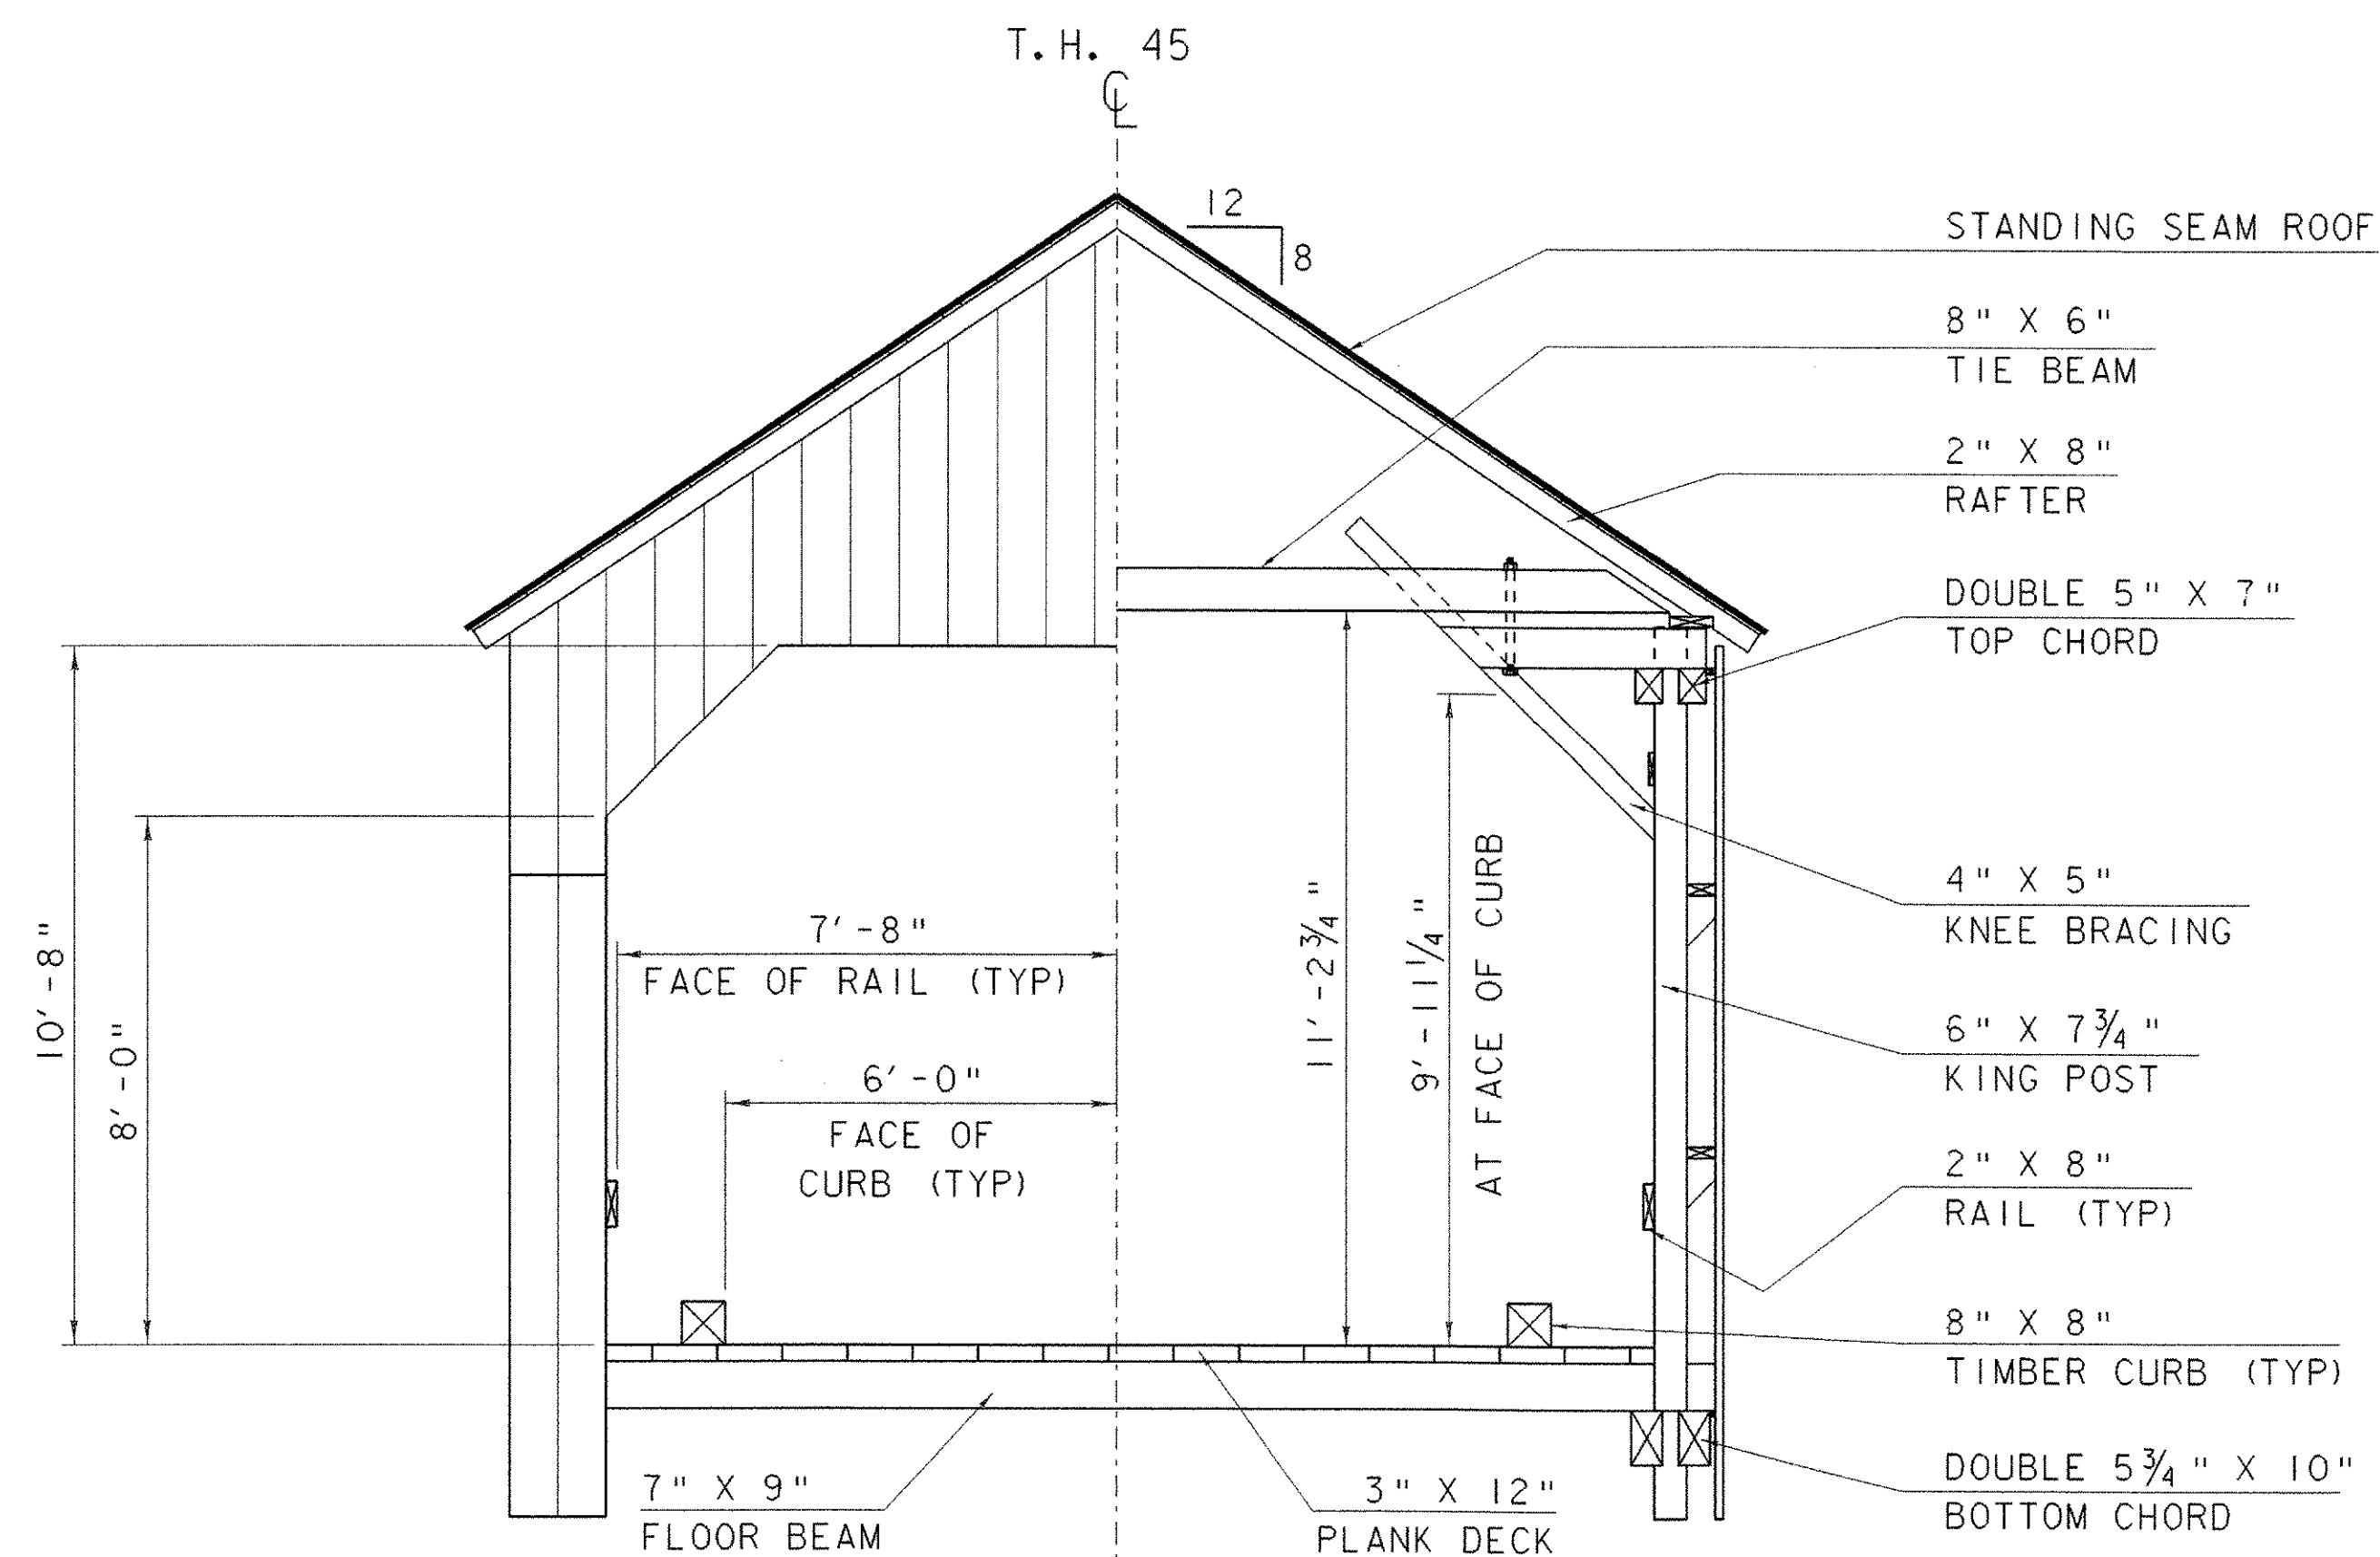 T.H. 45
℄
12
8
STANDING SEAM ROOF
8" X 6"
TIE BEAM
2" X 8"
RAFTER
DOUBLE 5" X 7"
TOP CHORD
4" X 5"
KNEE BRACING
6" X 7¾"
KING POST
2" X 8"
RAIL (TYP)
8" X 8"
TIMBER CURB (TYP)
DOUBLE 5¾" X 10"
BOTTOM CHORD
10'-8"
8'-0"
7'-8"
FACE OF RAIL (TYP)
6'-0"
FACE OF
CURB (TYP)
11'-2¾"
9'-11¼"
AT FACE OF CURB
7" X 9"
FLOOR BEAM
3" X 12"
PLANK DECK